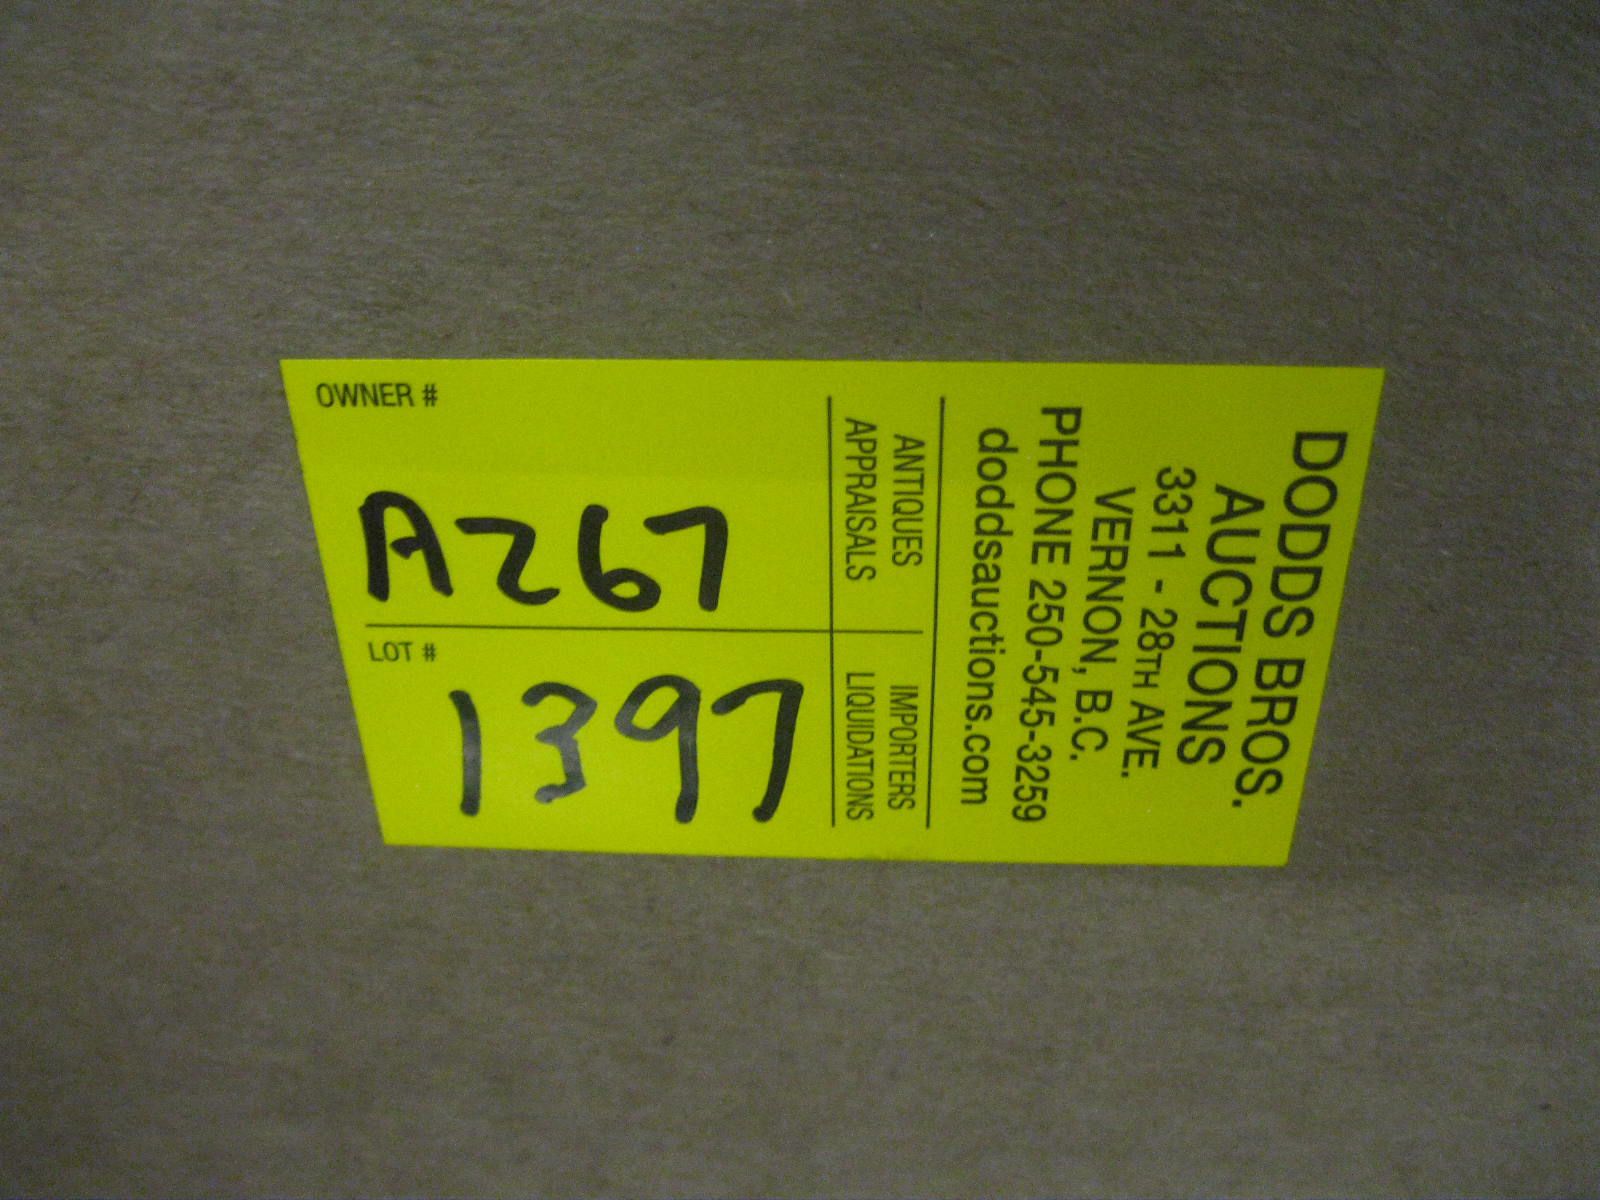 DODDS BROS.
AUCTIONS
3311 - 28TH AVE.
VERNON, B.C.
PHONE 250-545-3259
doddsauctions.com
ANTIQUES IMPORTERS
APPRAISALS LIQUIDATIONS
OWNER #
A267
LOT #
1397